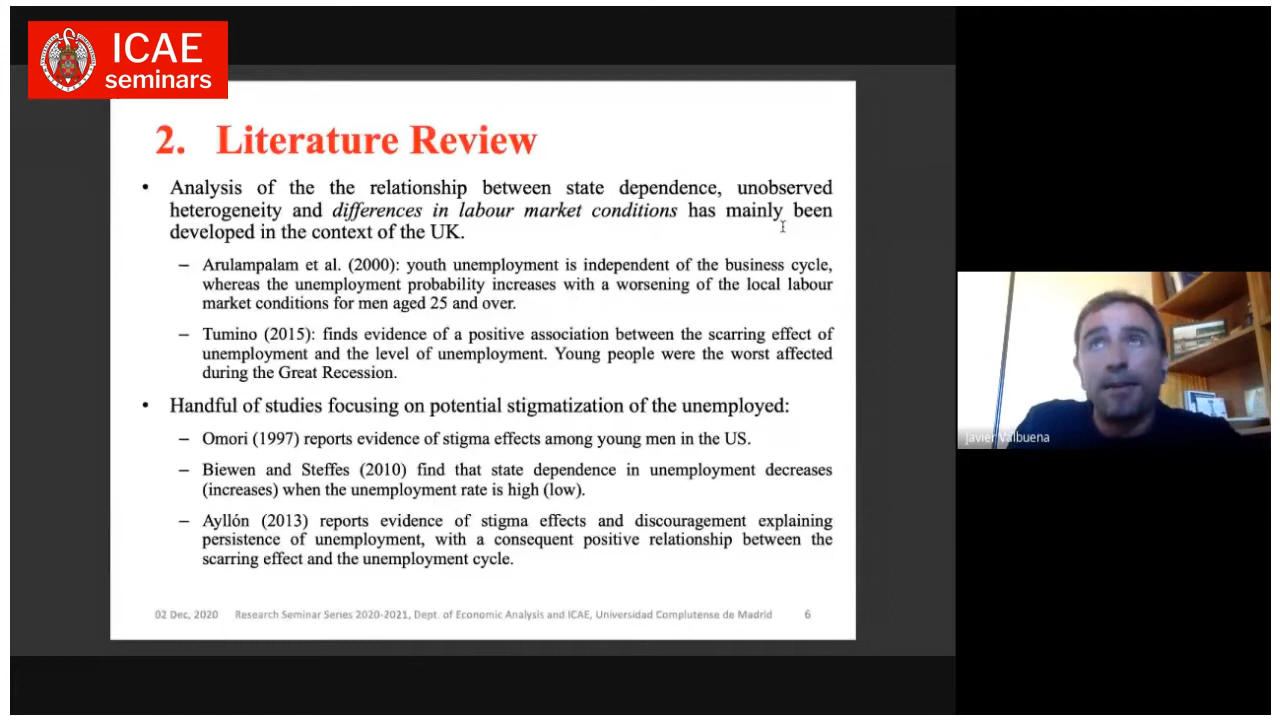 ICAE
seminars
2. Literature Review
• Analysis of the the relationship between state dependence, unobserved
heterogeneity and differences in labour market conditions has mainly been
developed in the context of the UK.
– Arulampalam et al. (2000): youth unemployment is independent of the business cycle,
whereas the unemployment probability increases with a worsening of the local labour
market conditions for men aged 25 and over.
– Tumino (2015): finds evidence of a positive association between the scarring effect of
unemployment and the level of unemployment. Young people were the worst affected
during the Great Recession.
• Handful of studies focusing on potential stigmatization of the unemployed:
– Omori (1997) reports evidence of stigma effects among young men in the US.
– Biewen and Steffes (2010) find that state dependence in unemployment decreases
(increases) when the unemployment rate is high (low).
– Ayllón (2013) reports evidence of stigma effects and discouragement explaining
persistence of unemployment, with a consequent positive relationship between the
scarring effect and the unemployment cycle.
02 Dec, 2020 Research Seminar Series 2020-2021, Dept. of Economic Analysis and ICAE, Universidad Complutense de Madrid 6
Javier Valbuena